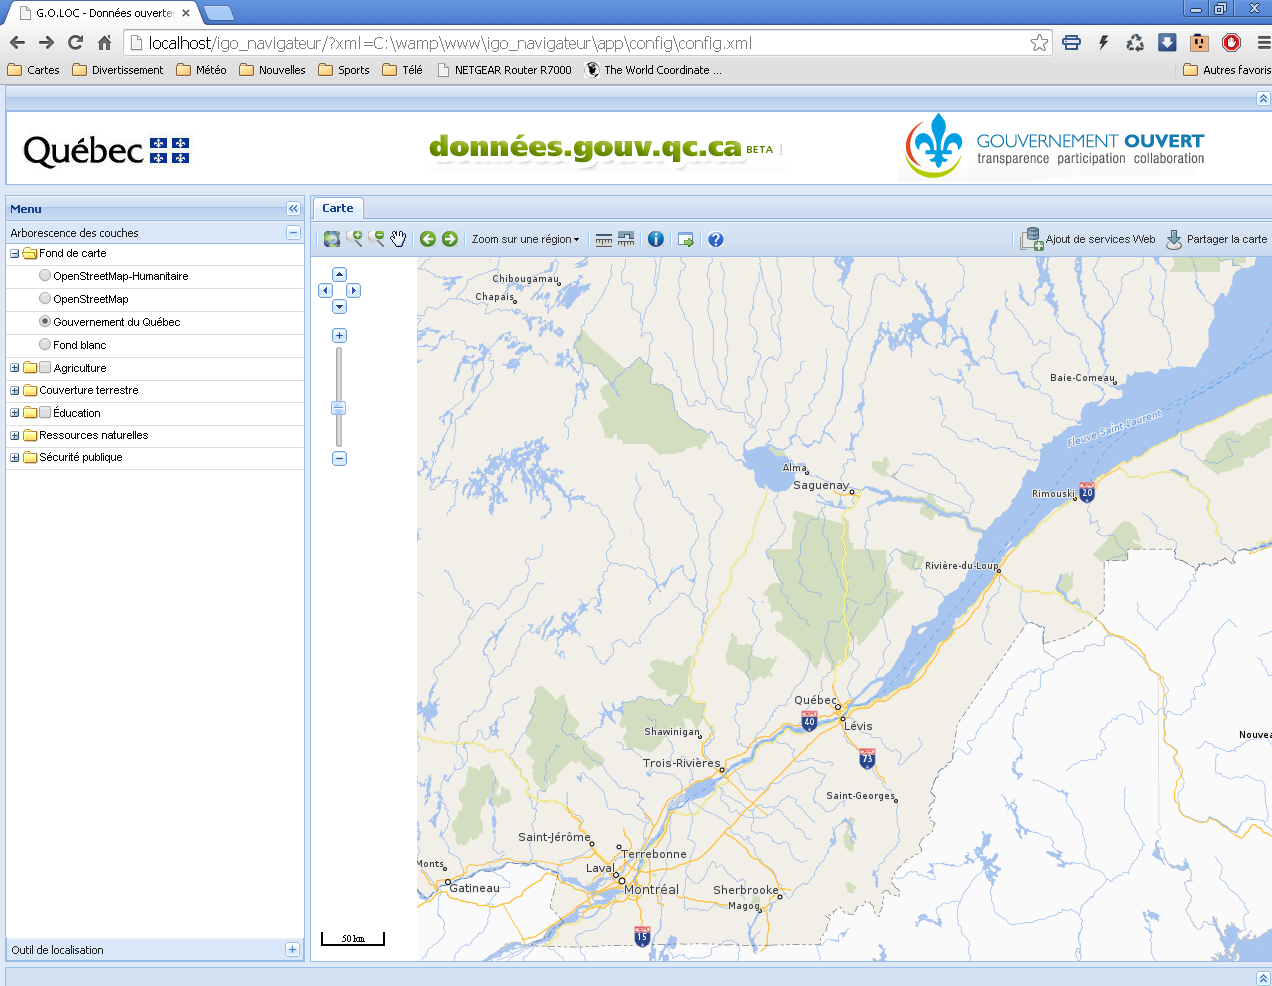 G.O.LOC - Données ouverte
localhost/igo_navigateur/?xml=C:\wamp\www\igo_navigateur\app\config\config.xml
Cartes Divertissement Météo Nouvelles Sports Télé NETGEAR Router R7000 The World Coordinate ... Autres favoris
Québec
données.gouv.qc.ca BETA
GOUVERNEMENT OUVERT
transparence participation collaboration
Menu
Carte
Arborescence des couches
Zoom sur une région
Ajout de services Web
Partager la carte
Fond de carte
OpenStreetMap-Humanitaire
OpenStreetMap
Gouvernement du Québec
Fond blanc
Agriculture
Couverture terrestre
Éducation
Ressources naturelles
Sécurité publique
Chibougamau
Chapais
Baie-Comeau
Fleuve Saint-Laurent
Alma
Saguenay
Rimouski
20
Rivière-du-Loup
Québec
40
Lévis
Shawinigan
Nouvea
73
Trois-Rivières
Saint-Georges
Saint-Jérôme
Terrebonne
Monts
Laval
Gatineau
Montréal
Sherbrooke
Magog
15
50 km
Outil de localisation